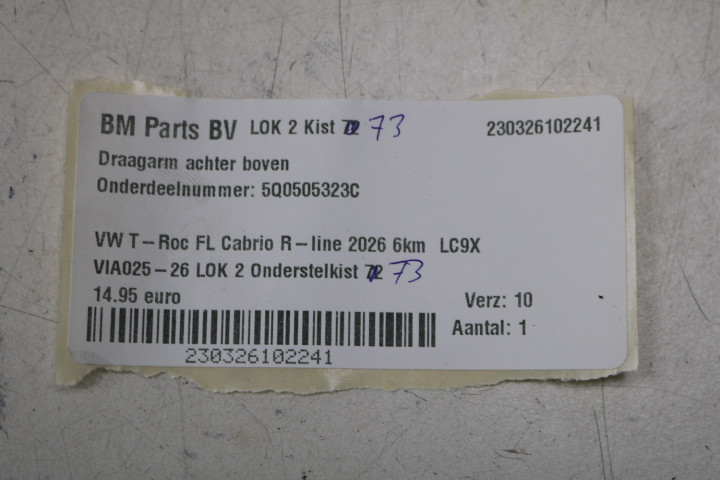 BM Parts BV LOK 2 Kist 72 73 230326102241
Draagarm achter boven
Onderdeelnummer: 5Q0505323C
VW T-Roc FL Cabrio R-line 2026 6km LC9X
VIA025-26 LOK 2 Onderstelkist 72 73
14.95 euro Verz: 10
Aantal: 1
230326102241